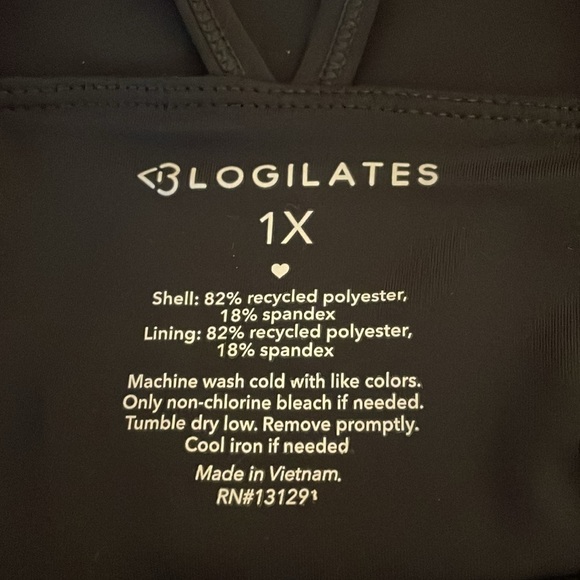 BLOGILATES
1X
Shell: 82% recycled polyester,
18% spandex
Lining: 82% recycled polyester,
18% spandex
Machine wash cold with like colors.
Only non-chlorine bleach if needed.
Tumble dry low. Remove promptly.
Cool iron if needed
Made in Vietnam.